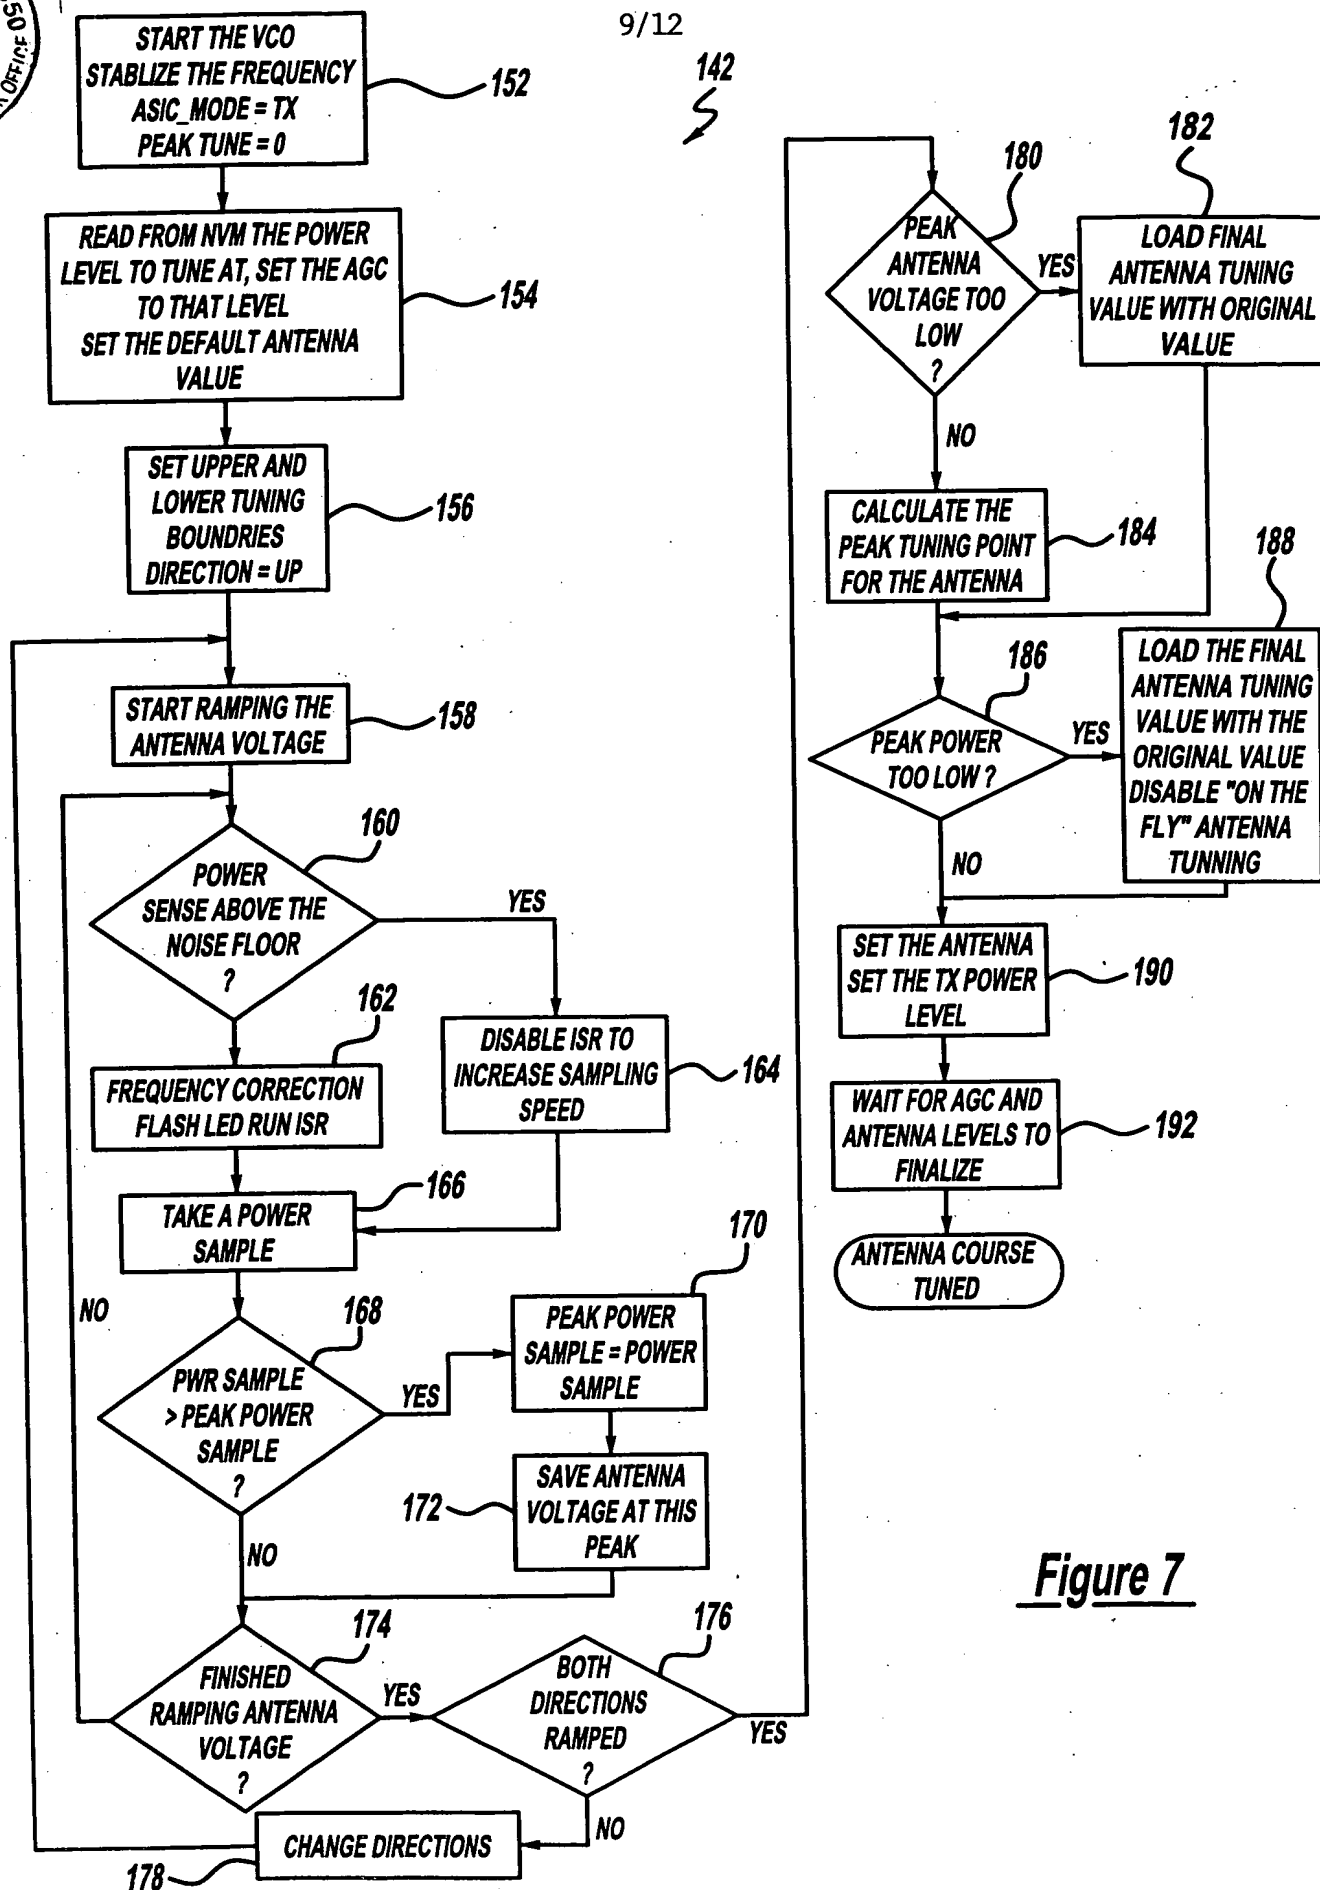 9/12
50
OFFICE
142
START THE VCO
STABLIZE THE FREQUENCY
ASIC_MODE = TX
PEAK TUNE = 0
152
READ FROM NVM THE POWER
LEVEL TO TUNE AT, SET THE AGC
TO THAT LEVEL
SET THE DEFAULT ANTENNA
VALUE
154
SET UPPER AND
LOWER TUNING
BOUNDRIES
DIRECTION = UP
156
START RAMPING THE
ANTENNA VOLTAGE
158
160
POWER
SENSE ABOVE THE
NOISE FLOOR
?
YES
162
FREQUENCY CORRECTION
FLASH LED RUN ISR
DISABLE ISR TO
INCREASE SAMPLING
SPEED
164
166
TAKE A POWER
SAMPLE
168
PWR SAMPLE
> PEAK POWER
SAMPLE
?
YES
NO
170
PEAK POWER
SAMPLE = POWER
SAMPLE
172
SAVE ANTENNA
VOLTAGE AT THIS
PEAK
NO
174
FINISHED
RAMPING ANTENNA
VOLTAGE
?
YES
176
BOTH
DIRECTIONS
RAMPED
?
YES
NO
CHANGE DIRECTIONS
178
180
PEAK
ANTENNA
VOLTAGE TOO
LOW
?
YES
NO
182
LOAD FINAL
ANTENNA TUNING
VALUE WITH ORIGINAL
VALUE
CALCULATE THE
PEAK TUNING POINT
FOR THE ANTENNA
184
186
PEAK POWER
TOO LOW ?
YES
NO
188
LOAD THE FINAL
ANTENNA TUNING
VALUE WITH THE
ORIGINAL VALUE
DISABLE "ON THE
FLY" ANTENNA
TUNNING
SET THE ANTENNA
SET THE TX POWER
LEVEL
190
WAIT FOR AGC AND
ANTENNA LEVELS TO
FINALIZE
192
ANTENNA COURSE
TUNED
Figure 7